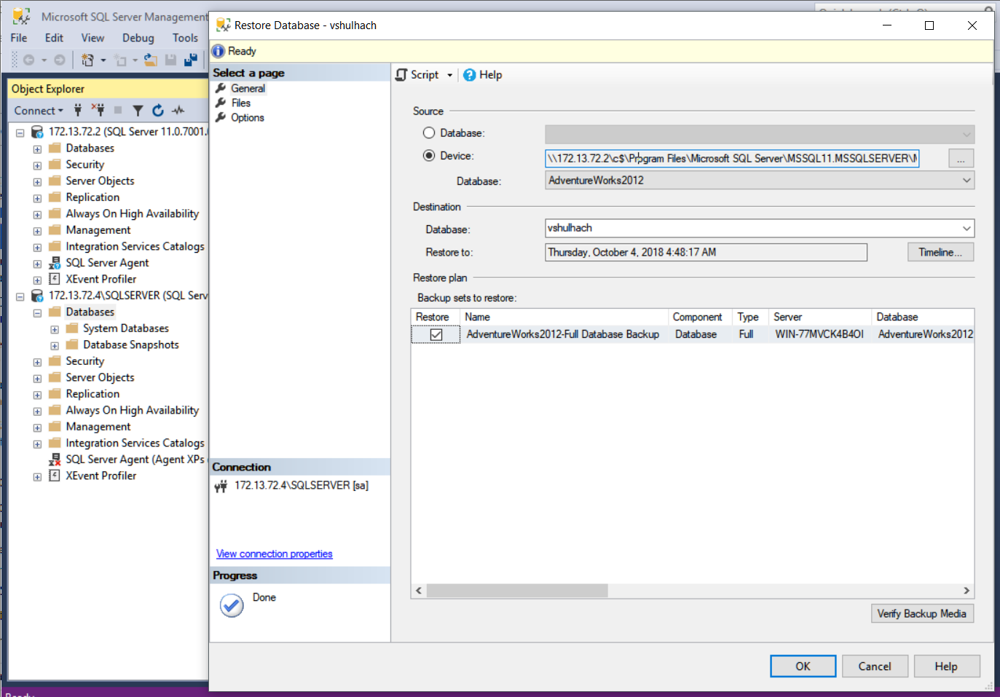 Microsoft SQL Server Management
File Edit View Debug Tools
Object Explorer
Connect
172.13.72.2 (SQL Server 11.0.7001.
Databases
Security
Server Objects
Replication
Always On High Availability
Management
Integration Services Catalogs
SQL Server Agent
XEvent Profiler
172.13.72.4\SQLSERVER (SQL Serv
Databases
System Databases
Database Snapshots
Security
Server Objects
Replication
Always On High Availability
Management
Integration Services Catalogs
SQL Server Agent (Agent XPs
XEvent Profiler
Ready
Restore Database - vshulhach
Ready
Select a page
General
Files
Options
Connection
172.13.72.4\SQLSERVER [sa]
View connection properties
Progress
Done
Script Help
Source
Database:
Device: \\172.13.72.2\c$\Program Files\Microsoft SQL Server\MSSQL11.MSSQLSERVER\M ...
Database: AdventureWorks2012
Destination
Database: vshulhach
Restore to: Thursday, October 4, 2018 4:48:17 AM Timeline...
Restore plan
Backup sets to restore:
Restore Name Component Type Server Database
AdventureWorks2012-Full Database Backup Database Full WIN-77MVCK4B4OI AdventureWorks2012
Verify Backup Media
OK Cancel Help